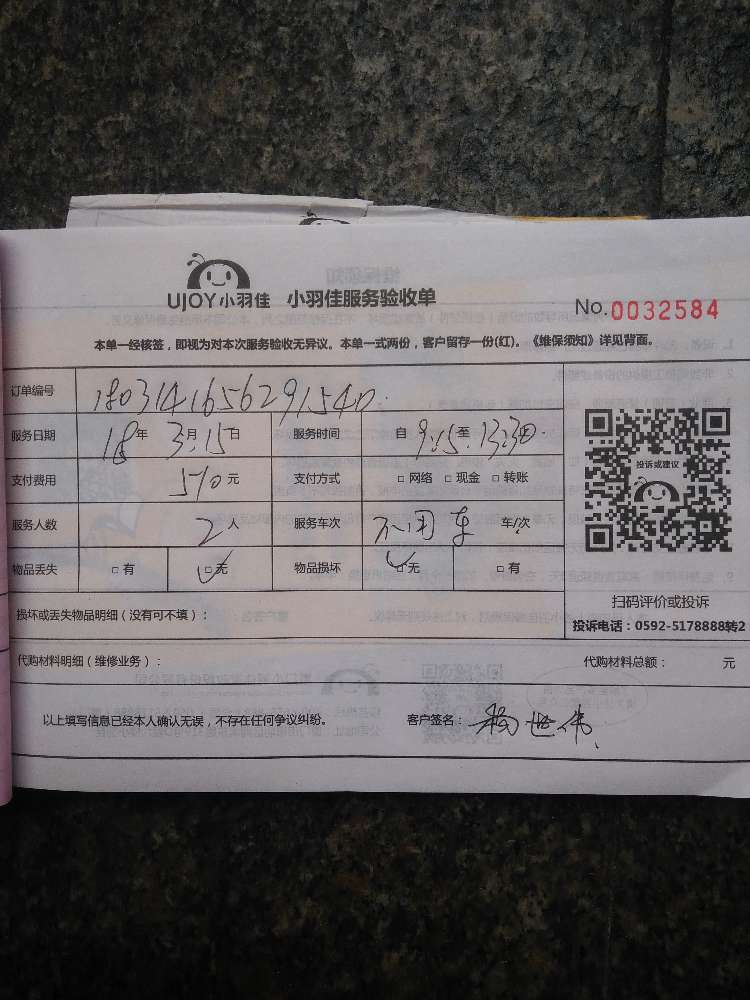 UJOY小羽佳 小羽佳服务验收单
No.0032584
本单一经核签，即视为对本次服务验收无异议。本单一式两份，客户留存一份(红)。《维保须知》详见背面。
订单编号 1803141656291540
服务日期 18年 3月15日 服务时间 自9:15至13:30
支付费用 510元 支付方式 □网络 □现金 □转账
投诉或建议
服务人数 2人 服务车次 不用车 车/次
物品丢失 □有 □无 物品损坏 □无 □有
扫码评价或投诉
损坏或丢失物品明细（没有可不填）：
投诉电话：0592-5178888转2
代购材料明细（维修业务）： 代购材料总额： 元
以上填写信息已经本人确认无误，不存在任何争议纠纷。 客户签名：杨世伟